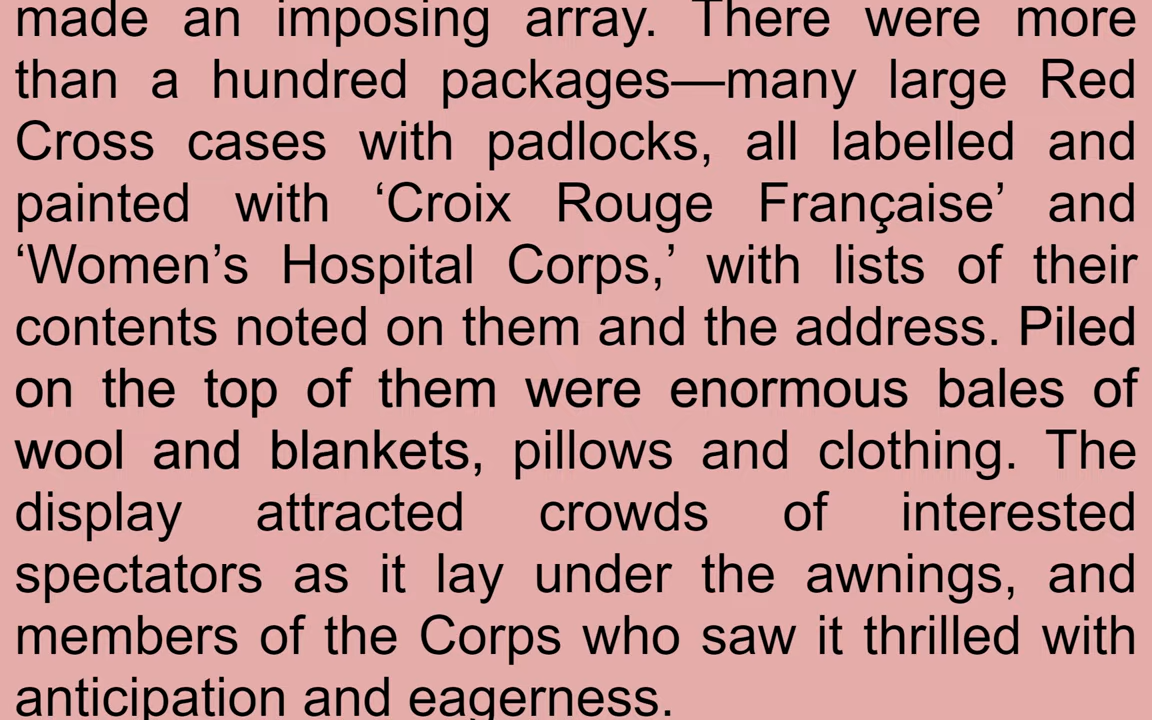 made an imposing array. There were more
than a hundred packages—many large Red
Cross cases with padlocks, all labelled and
painted with ‘Croix Rouge Française’ and
‘Women’s Hospital Corps,’ with lists of their
contents noted on them and the address. Piled
on the top of them were enormous bales of
wool and blankets, pillows and clothing. The
display attracted crowds of interested
spectators as it lay under the awnings, and
members of the Corps who saw it thrilled with
anticipation and eagerness.